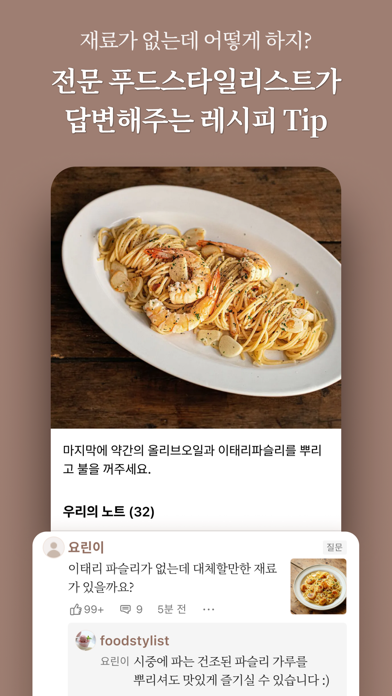 재료가 없는데 어떻게 하지?
전문 푸드스타일리스트가
답변해주는 레시피 Tip
마지막에 약간의 올리브오일과 이태리파슬리를 뿌리
고 불을 꺼주세요.
우리의 노트 (32)
요린이 질문
이태리 파슬리가 없는데 대체할만한 재료
가 있을까요?
99+ 9 5분 전 ···
foodstylist
요린이 시중에 파는 건조된 파슬리 가루를
뿌리셔도 맛있게 즐기실 수 있습니다 :)